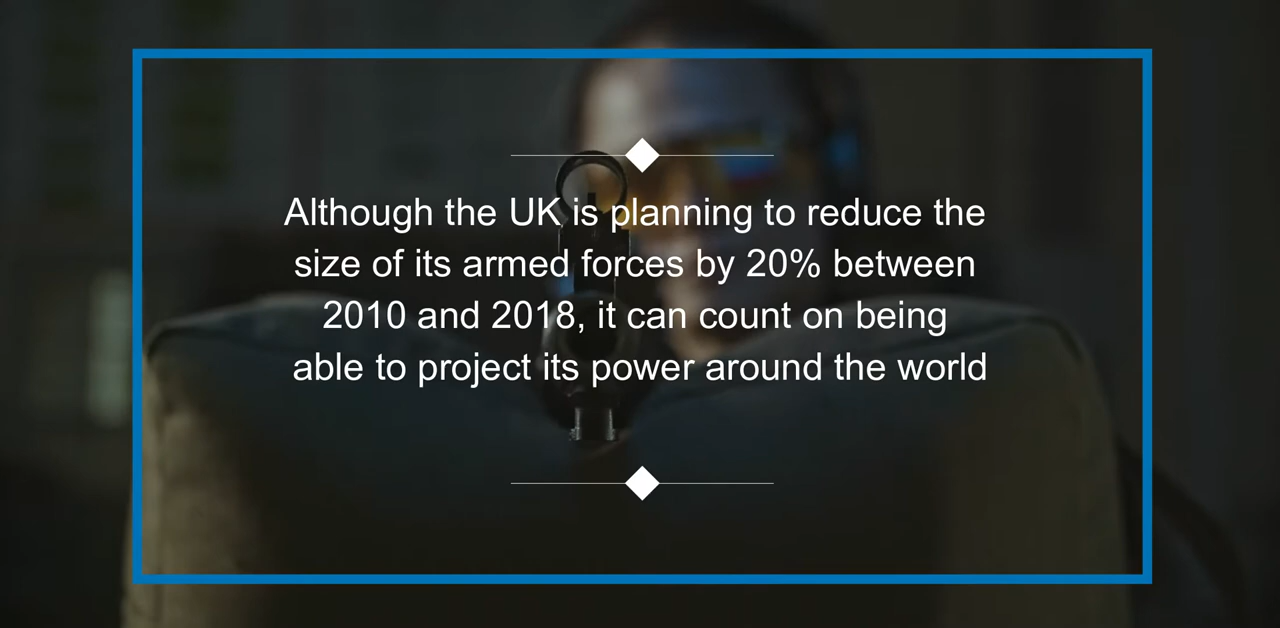 Although the UK is planning to reduce the
size of its armed forces by 20% between
2010 and 2018, it can count on being
able to project its power around the world